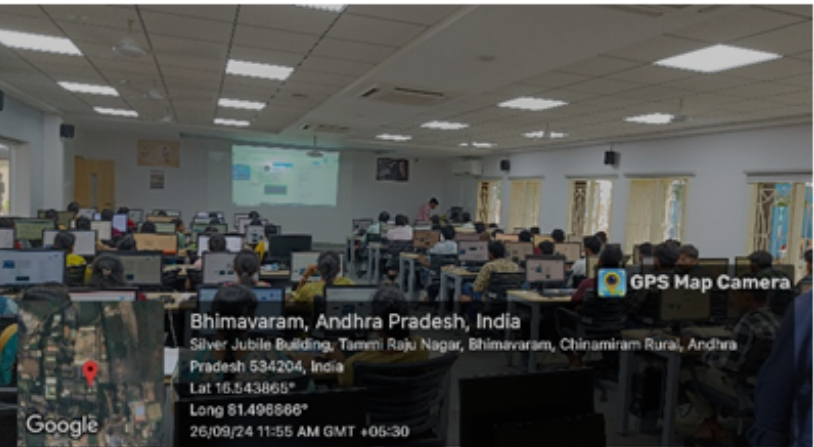 GPS Map Camera
Bhimavaram, Andhra Pradesh, India
Silver Jubile Building, Tammi Raju Nagar, Bhimavaram, Chinamiram Rural, Andhra
Pradesh 534204, India
Lat 16.543865°
Long 81.496866°
26/09/24 11:55 AM GMT +05:30
Google